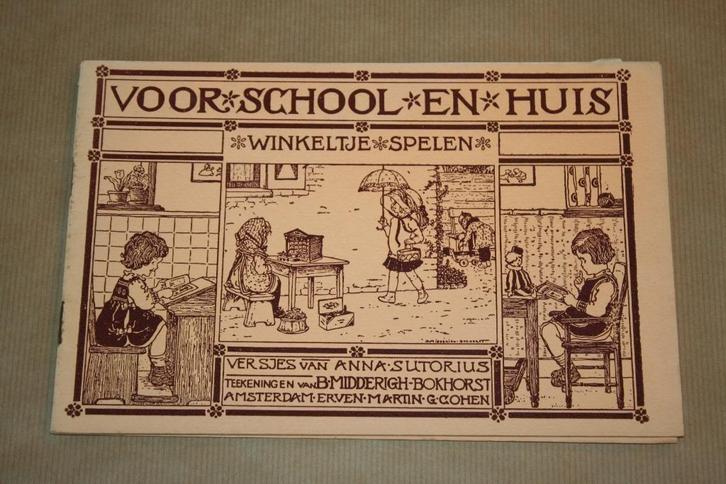 VOOR SCHOOL EN HUIS
WINKELTJE SPELEN
VERSJES VAN ANNA SUTORIUS
TEEKENINGEN VAN B. MIDDERIGH-BOKHORST
AMSTERDAM · ERVEN · MARTIN · G · COHEN